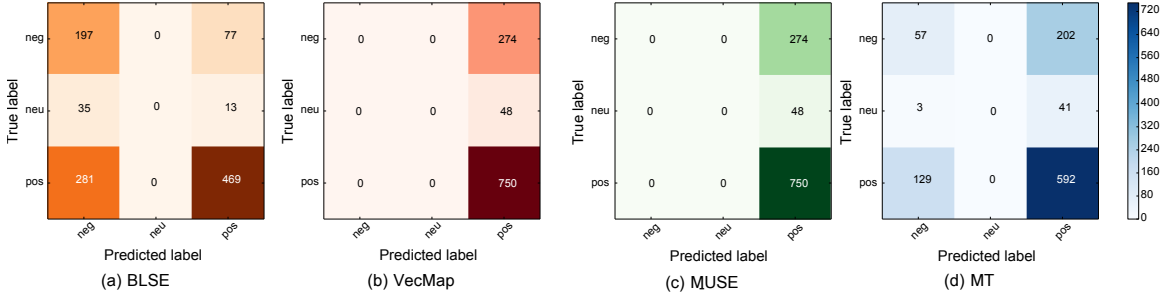 neg 197 0 77
neu 35 0 13
pos 281 0 469
neg neu pos
True label
Predicted label
(a) BLSE
neg 0 0 274
neu 0 0 48
pos 0 0 750
neg neu pos
True label
Predicted label
(b) VecMap
neg 0 0 274
neu 0 0 48
pos 0 0 750
neg neu pos
True label
Predicted label
(c) MUSE
neg 57 0 202
neu 3 0 41
pos 129 0 592
neg neu pos
True label
Predicted label
(d) MT
720
640
560
480
400
320
240
160
80
0